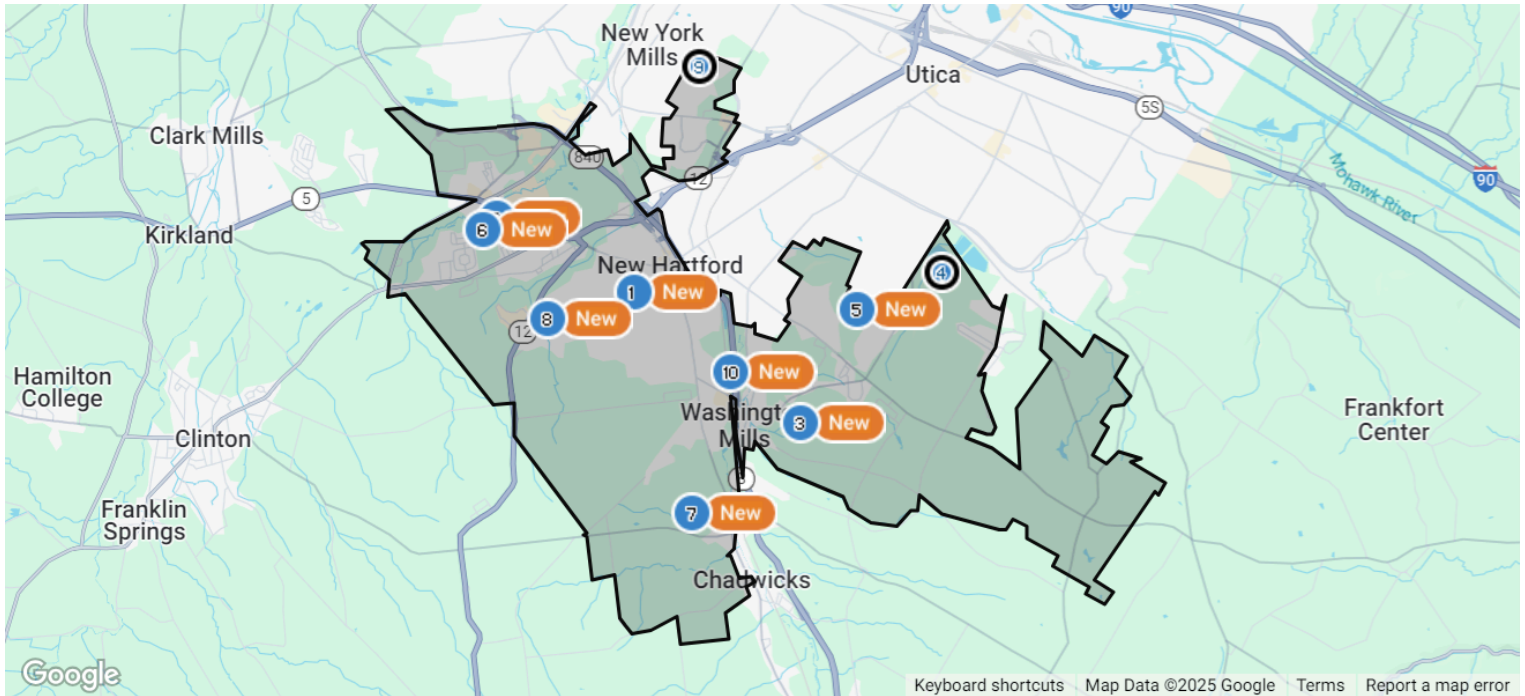 90
New York
Mills
9
Utica
5S
Clark Mills
840
Mohawk River
90
12
5
New
6
New
Kirkland
New Hartford
4
1
New
5
New
8
New
12
10
New
Hamilton
College
Washingt
Mills
3
New
Frankfort
Center
Clinton
Franklin
Springs
7
New
Chadwicks
Google
Keyboard shortcuts
Map Data ©2025 Google
Terms
Report a map error